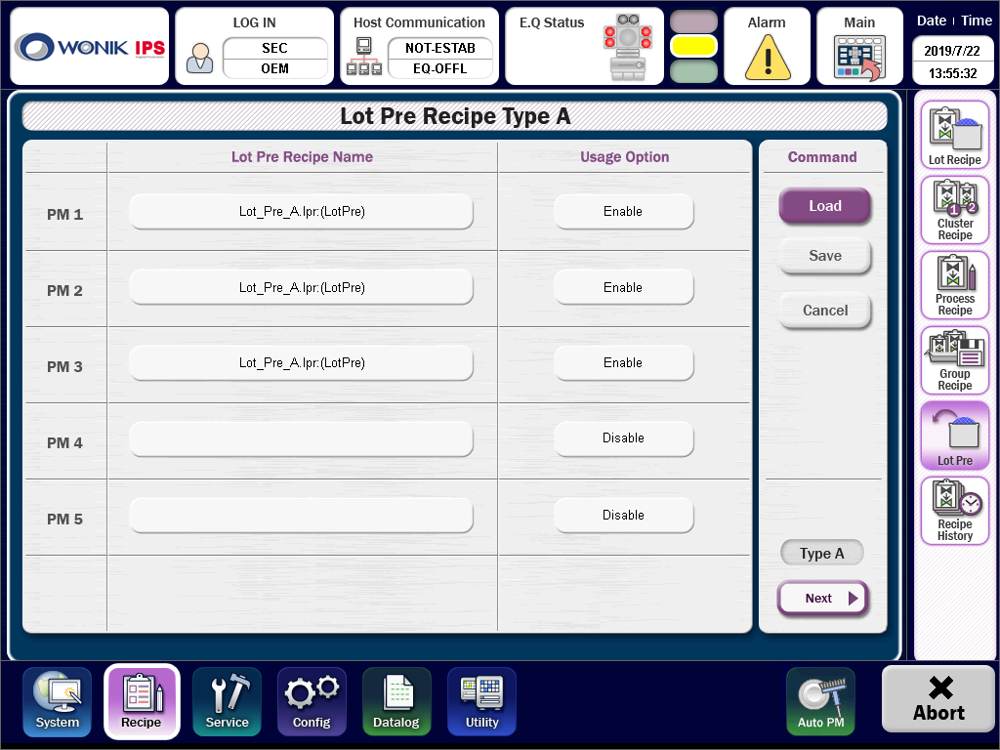 WONIK IPS
LOG IN
SEC
OEM
Host Communication
NOT-ESTAB
EQ-OFFL
E.Q Status
Alarm
Main
Date | Time
2019/7/22
13:55:32
Lot Pre Recipe Type A
Lot Pre Recipe Name
Usage Option
Command
PM 1
Lot_Pre_A.lpr:(LotPre)
Enable
PM 2
Lot_Pre_A.lpr:(LotPre)
Enable
PM 3
Lot_Pre_A.lpr:(LotPre)
Enable
PM 4
Disable
PM 5
Disable
Load
Save
Cancel
Type A
Next
Lot Recipe
1 2
Cluster
Recipe
Process
Recipe
Group
Recipe
Lot Pre
Recipe
History
System
Recipe
Service
Config
Datalog
Utility
Auto PM
Abort